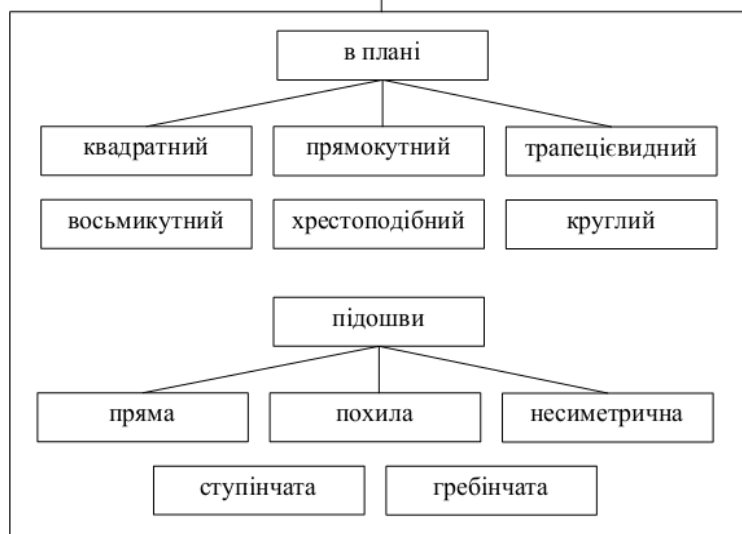 в плані
квадратний прямокутний трапецієвидний
восьмикутний хрестоподібний круглий
підошви
пряма похила несиметрична
ступінчата гребінчата